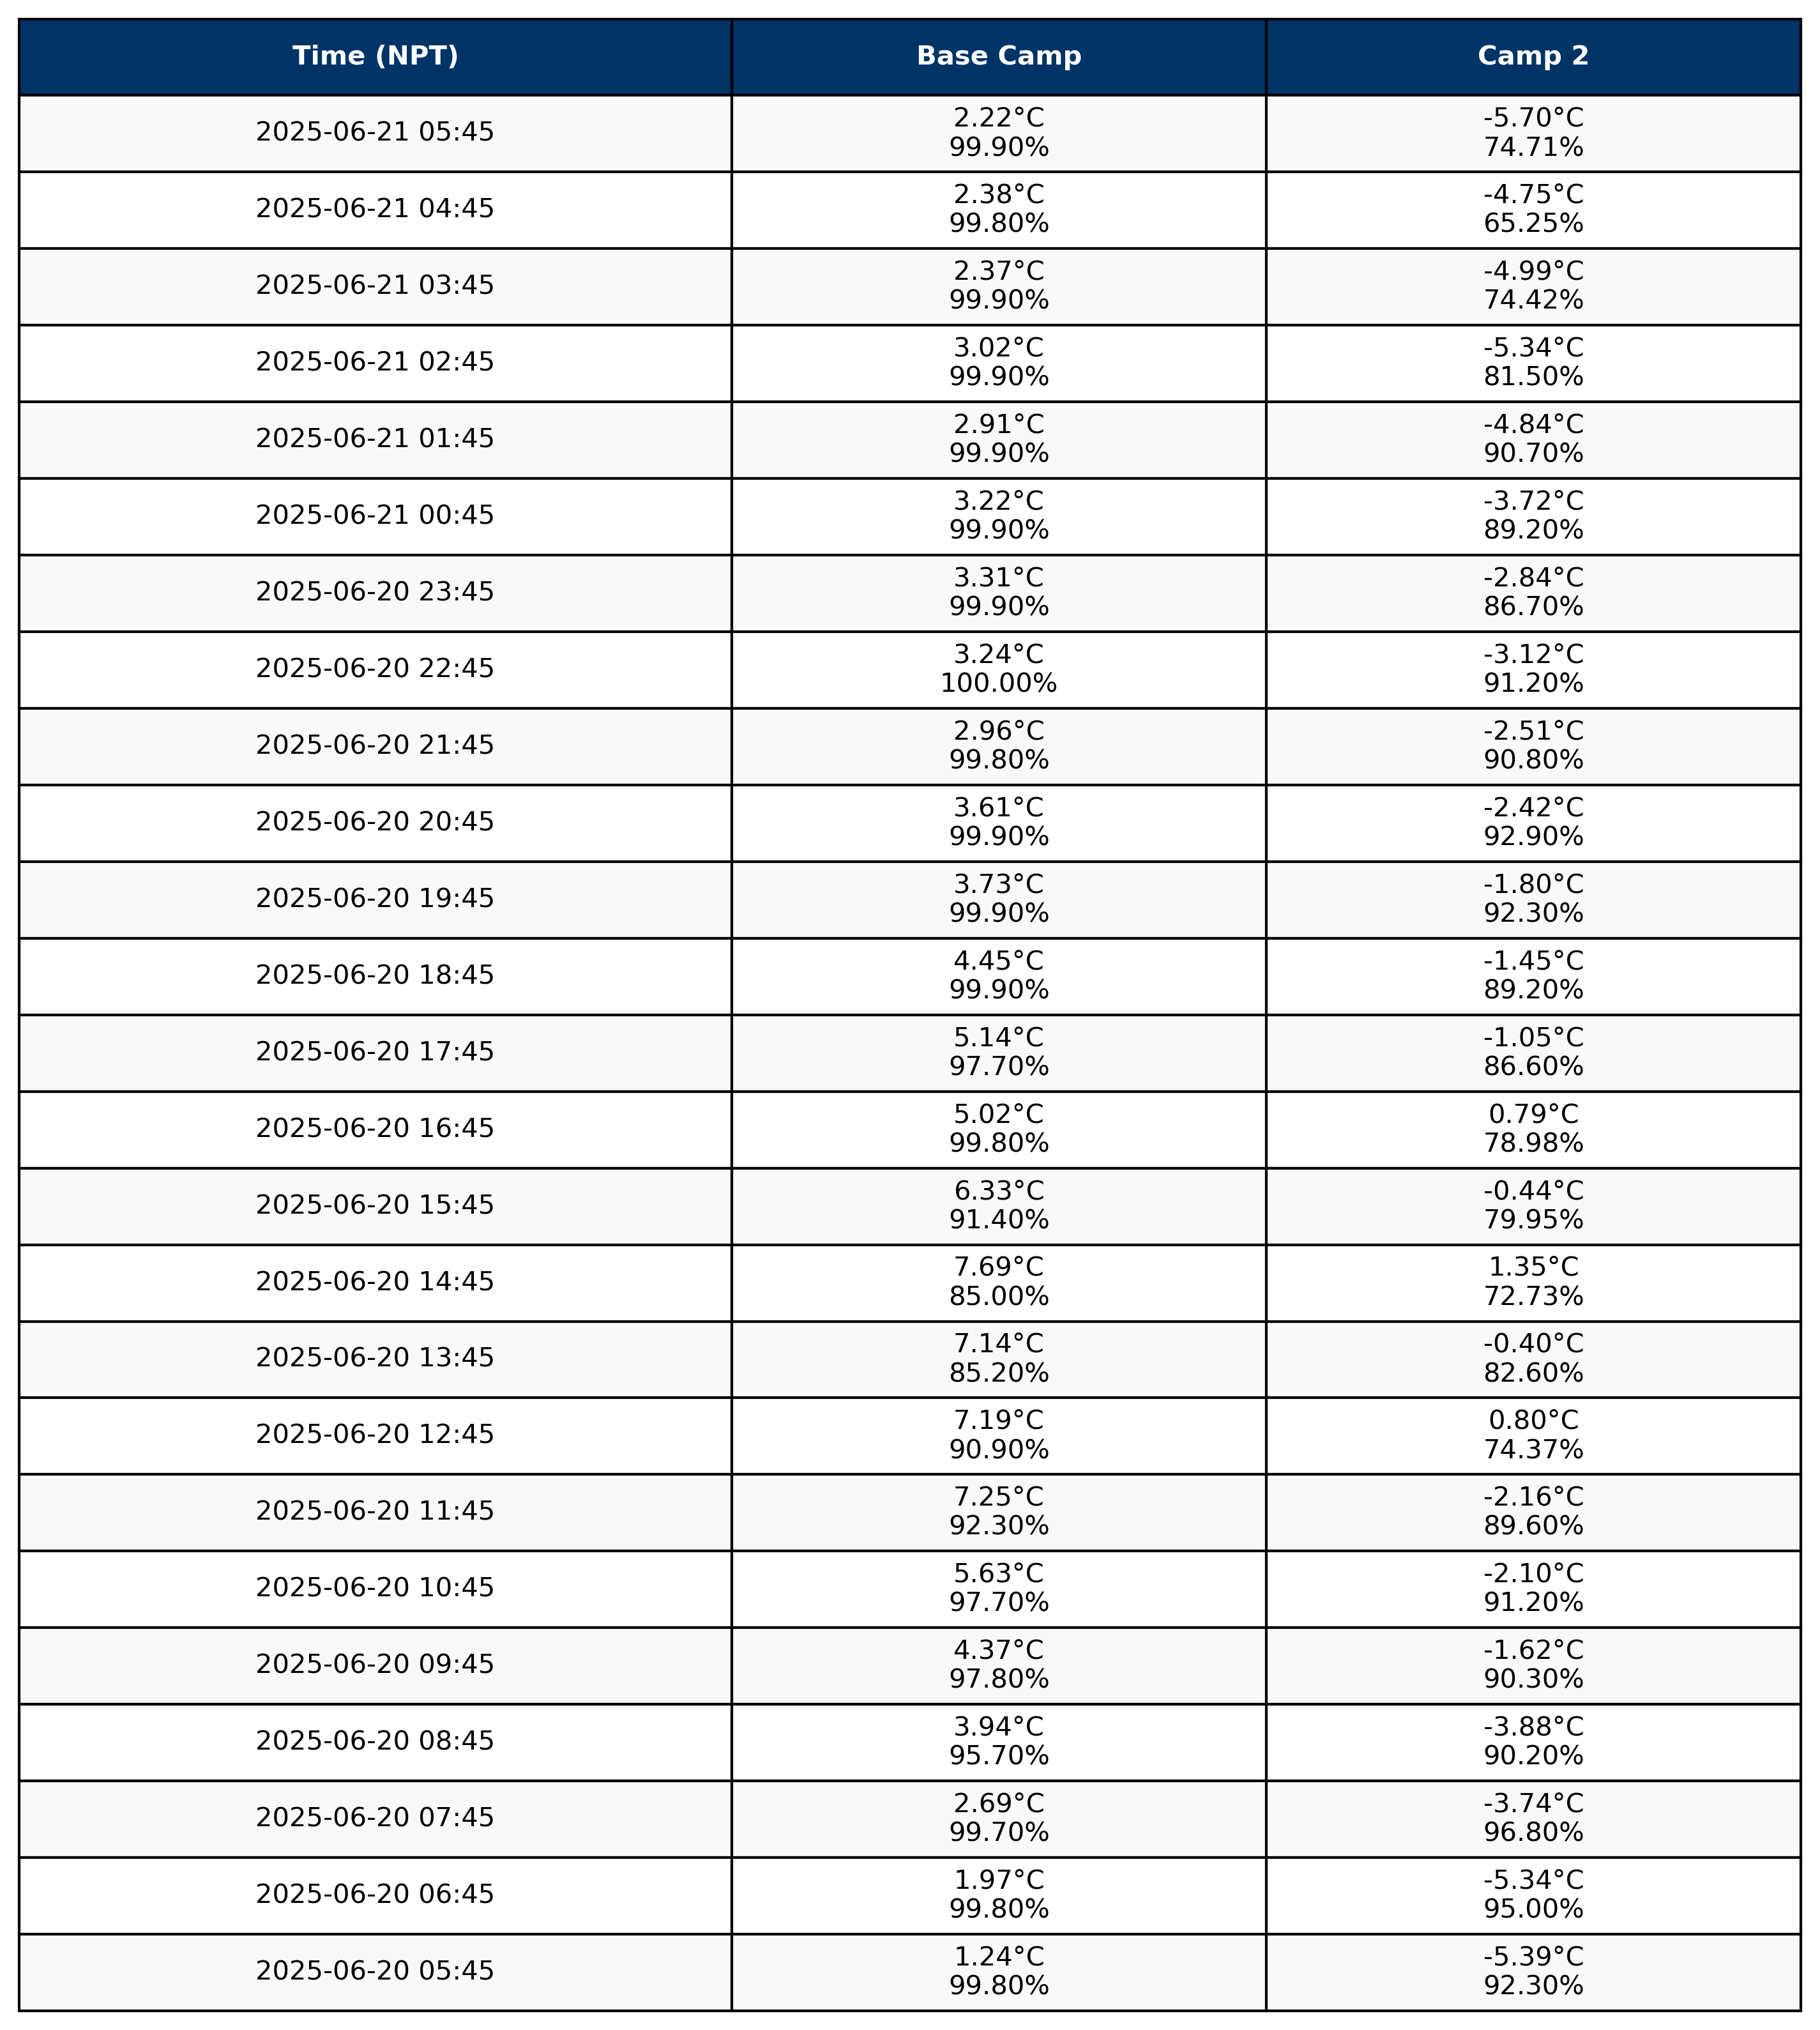 Time (NPT) Base Camp Camp 2
2025-06-21 05:45 2.22°C -5.70°C
99.90% 74.71%
2025-06-21 04:45 2.38°C -4.75°C
99.80% 65.25%
2025-06-21 03:45 2.37°C -4.99°C
99.90% 74.42%
2025-06-21 02:45 3.02°C -5.34°C
99.90% 81.50%
2025-06-21 01:45 2.91°C -4.84°C
99.90% 90.70%
2025-06-21 00:45 3.22°C -3.72°C
99.90% 89.20%
2025-06-20 23:45 3.31°C -2.84°C
99.90% 86.70%
2025-06-20 22:45 3.24°C -3.12°C
100.00% 91.20%
2025-06-20 21:45 2.96°C -2.51°C
99.80% 90.80%
2025-06-20 20:45 3.61°C -2.42°C
99.90% 92.90%
2025-06-20 19:45 3.73°C -1.80°C
99.90% 92.30%
2025-06-20 18:45 4.45°C -1.45°C
99.90% 89.20%
2025-06-20 17:45 5.14°C -1.05°C
97.70% 86.60%
2025-06-20 16:45 5.02°C 0.79°C
99.80% 78.98%
2025-06-20 15:45 6.33°C -0.44°C
91.40% 79.95%
2025-06-20 14:45 7.69°C 1.35°C
85.00% 72.73%
2025-06-20 13:45 7.14°C -0.40°C
85.20% 82.60%
2025-06-20 12:45 7.19°C 0.80°C
90.90% 74.37%
2025-06-20 11:45 7.25°C -2.16°C
92.30% 89.60%
2025-06-20 10:45 5.63°C -2.10°C
97.70% 91.20%
2025-06-20 09:45 4.37°C -1.62°C
97.80% 90.30%
2025-06-20 08:45 3.94°C -3.88°C
95.70% 90.20%
2025-06-20 07:45 2.69°C -3.74°C
99.70% 96.80%
2025-06-20 06:45 1.97°C -5.34°C
99.80% 95.00%
2025-06-20 05:45 1.24°C -5.39°C
99.80% 92.30%